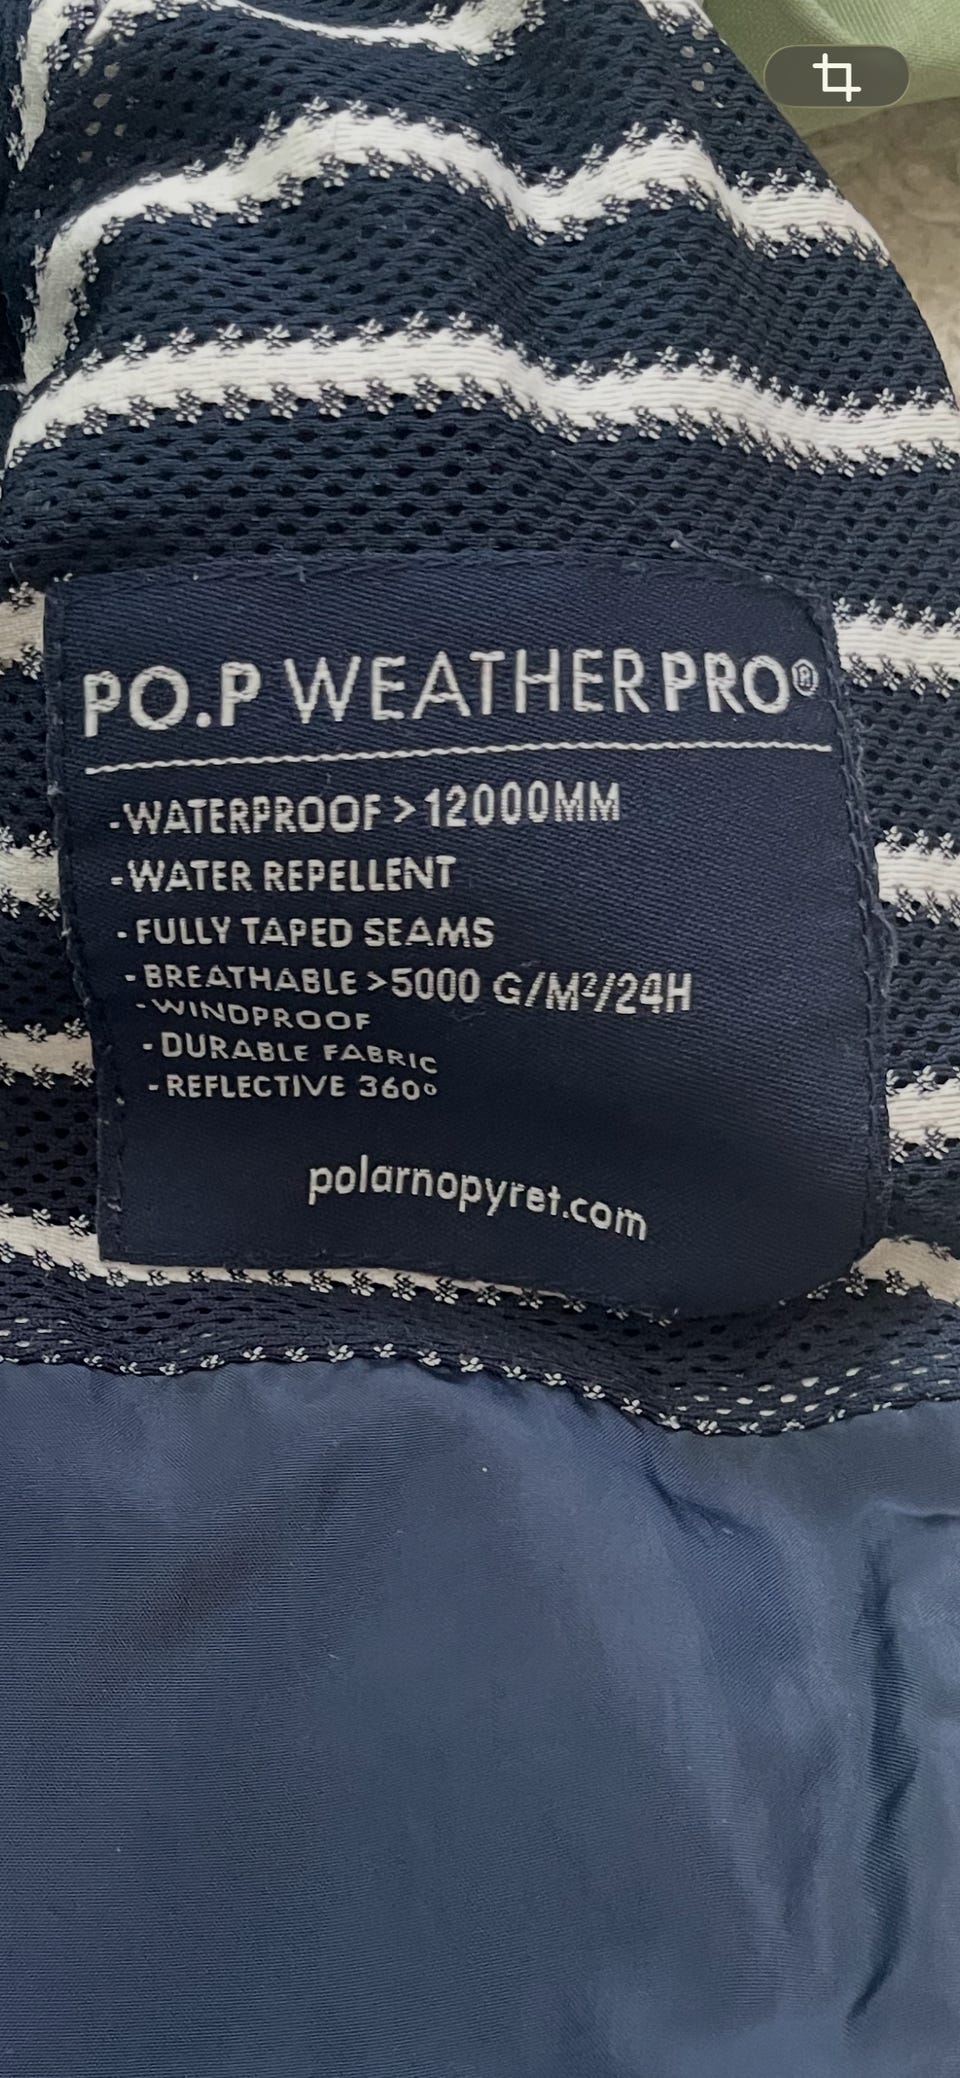 PO.P WEATHERPRO®
-WATERPROOF >12000MM
-WATER REPELLENT
-FULLY TAPED SEAMS
-BREATHABLE >5000 G/M²/24H
-WINDPROOF
-DURABLE FABRIC
-REFLECTIVE 360°
polarnopyret.com